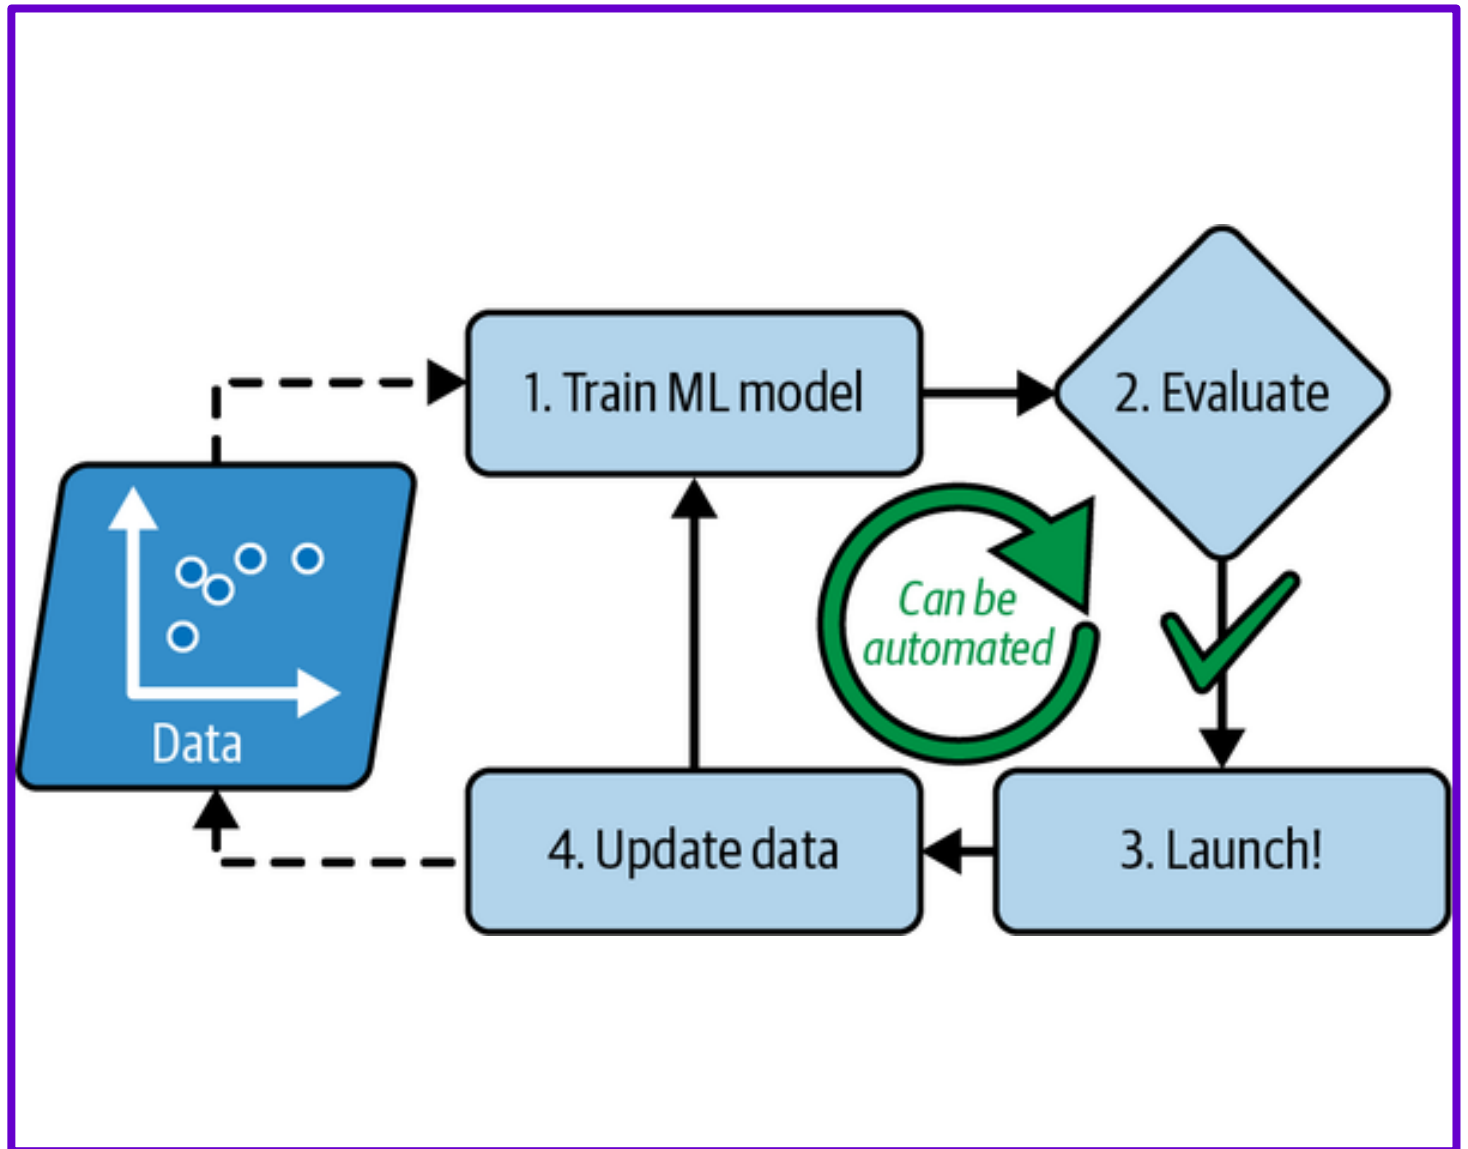 1. Train ML model
2. Evaluate
Can be
automated
Data
4. Update data
3. Launch!